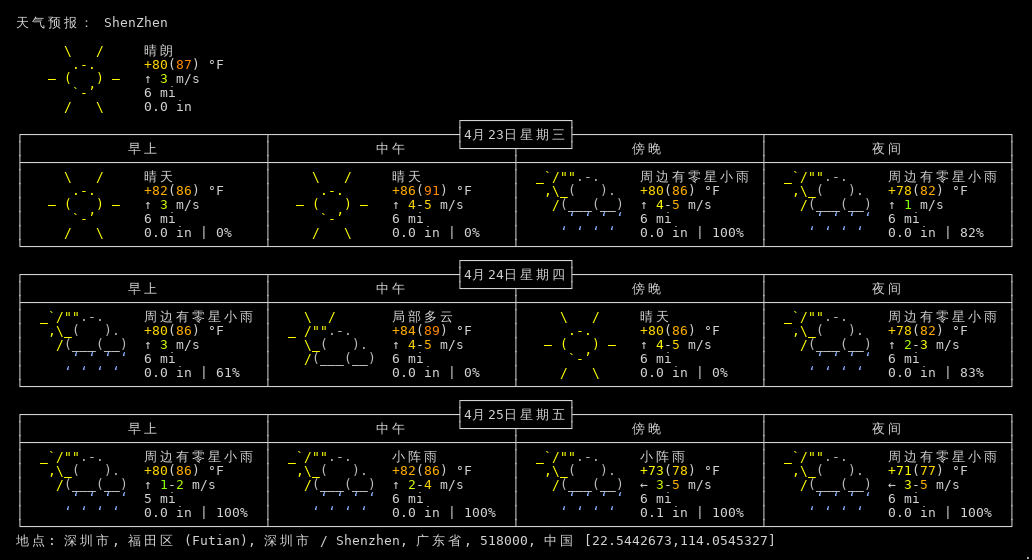 天气预报： ShenZhen
晴朗
+80(87) °F
↑ 3 m/s
6 mi
0.0 in
4月23日星期三
早上 中午 傍晚 夜间
晴天 晴天 周边有零星小雨 周边有零星小雨
+82(86) °F +86(91) °F +80(86) °F +78(82) °F
↑ 3 m/s ↑ 4-5 m/s ↑ 4-5 m/s ↑ 1 m/s
6 mi 6 mi 6 mi 6 mi
0.0 in | 0% 0.0 in | 0% 0.0 in | 100% 0.0 in | 82%
4月24日星期四
早上 中午 傍晚 夜间
周边有零星小雨 局部多云 晴天 周边有零星小雨
+80(86) °F +84(89) °F +80(86) °F +78(82) °F
↑ 3 m/s ↑ 4-5 m/s ↑ 4-5 m/s ↑ 2-3 m/s
6 mi 6 mi 6 mi 6 mi
0.0 in | 61% 0.0 in | 0% 0.0 in | 0% 0.0 in | 83%
4月25日星期五
早上 中午 傍晚 夜间
周边有零星小雨 小阵雨 小阵雨 周边有零星小雨
+80(86) °F +82(86) °F +73(78) °F +71(77) °F
↑ 1-2 m/s ↑ 2-4 m/s ← 3-5 m/s ← 3-5 m/s
5 mi 6 mi 6 mi 6 mi
0.0 in | 100% 0.0 in | 100% 0.1 in | 100% 0.0 in | 100%
地点: 深圳市, 福田区 (Futian), 深圳市 / Shenzhen, 广东省, 518000, 中国 [22.5442673,114.0545327]